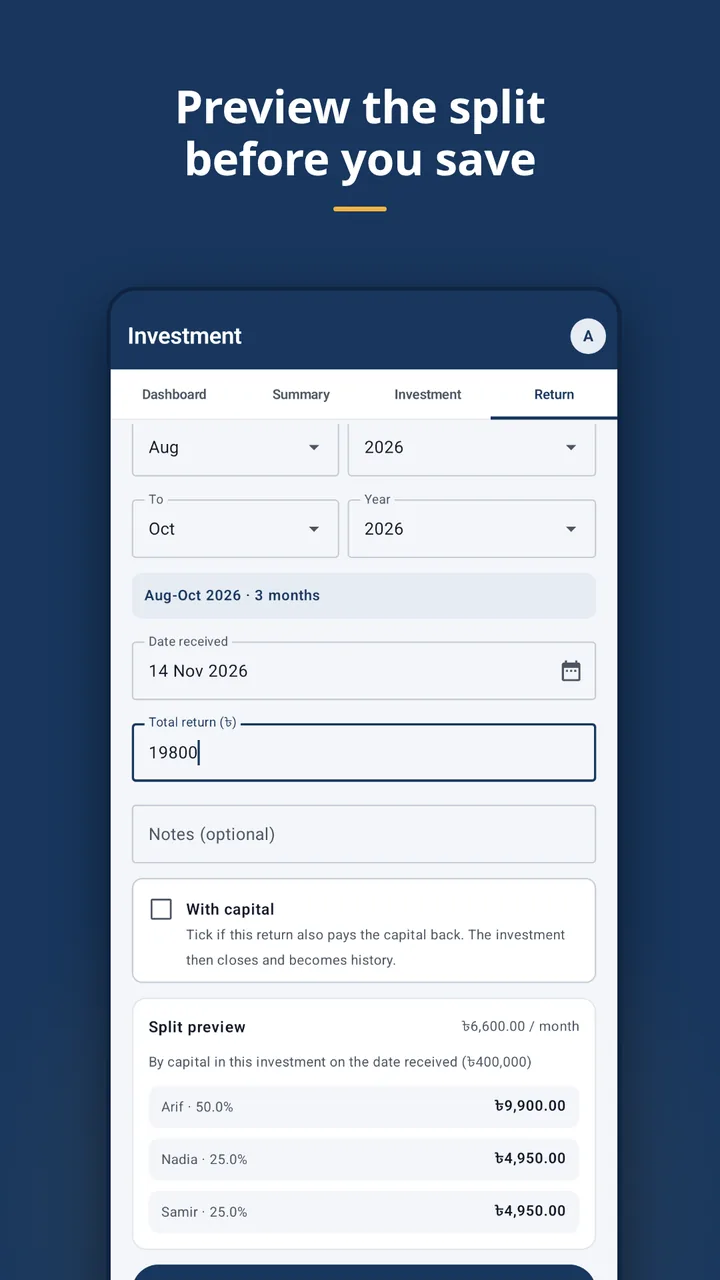 Preview the split
before you save
Investment
A
Dashboard Summary Investment Return
Aug 2026
To Year
Oct 2026
Aug-Oct 2026 · 3 months
Date received
14 Nov 2026
Total return (৳)
19800
Notes (optional)
With capital
Tick if this return also pays the capital back. The investment
then closes and becomes history.
Split preview ৳6,600.00 / month
By capital in this investment on the date received (৳400,000)
Arif · 50.0% ৳9,900.00
Nadia · 25.0% ৳4,950.00
Samir · 25.0% ৳4,950.00